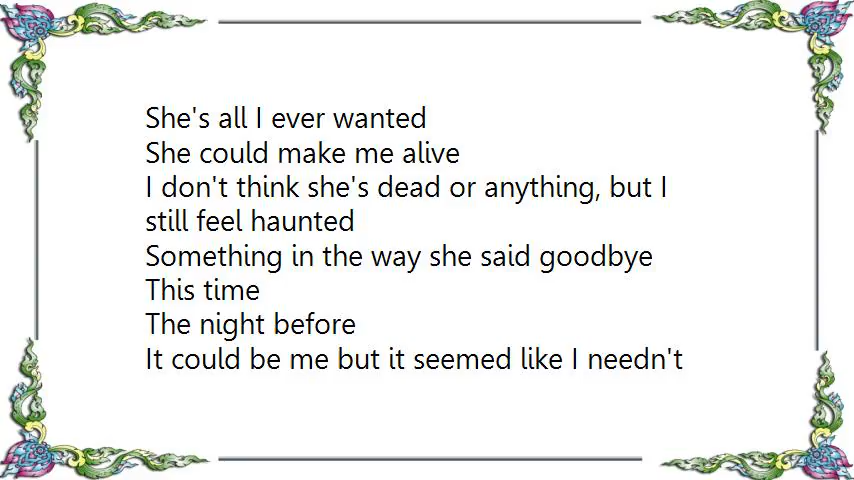 She's all I ever wanted
She could make me alive
I don't think she's dead or anything, but I
still feel haunted
Something in the way she said goodbye
This time
The night before
It could be me but it seemed like I needn't